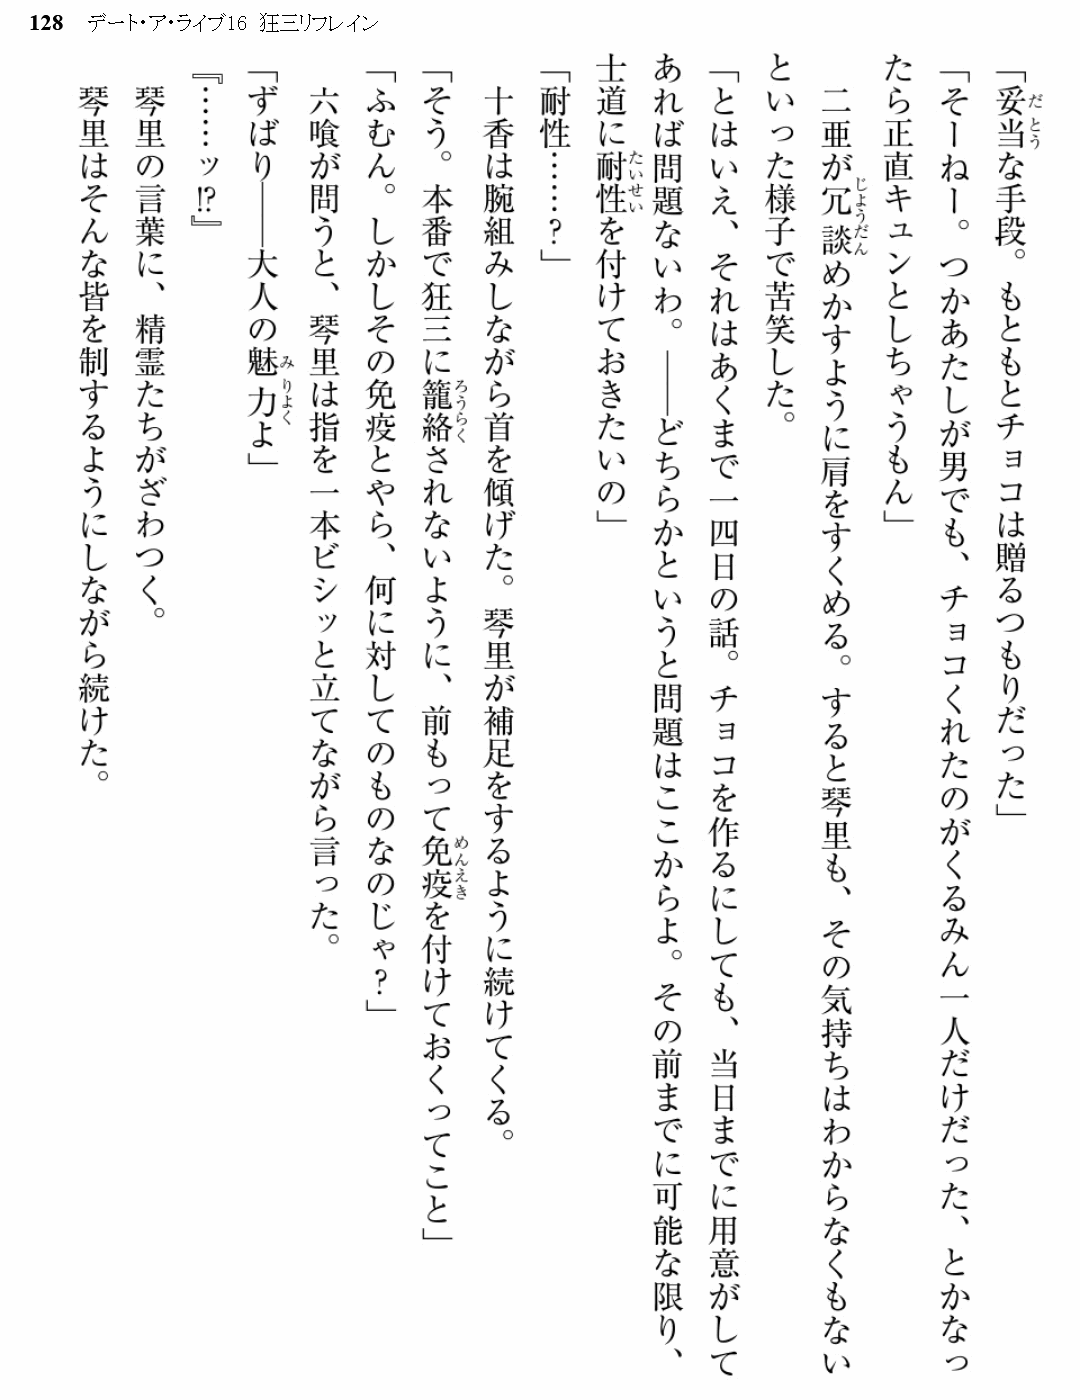 128 デート・ア・ライブ16 狂三リフレイン
「妥当な手段。もともとチョコは贈るつもりだった」
「そーねー。つかあたしが男でも、チョコくれたのがくるみん一人だけだった、とかなっ
たら正直キュンとしちゃうもん」
二亜が冗談めかすように肩をすくめる。すると琴里も、その気持ちはわからなくもない
といった様子で苦笑した。
「とはいえ、それはあくまで一四日の話。チョコを作るにしても、当日までに用意がして
あれば問題ないわ。――どちらかというと問題はここからよ。その前までに可能な限り、
士道に耐性を付けておきたいの」
「耐性……?」
十香は腕組みしながら首を傾げた。琴里が補足をするように続けてくる。
「そう。本番で狂三に籠絡されないように、前もって免疫を付けておくってこと」
「ふむん。しかしその免疫とやら、何に対してのものなのじゃ?」
六喰が問うと、琴里は指を一本ビシッと立てながら言った。
「ずばり――大人の魅力よ」
『……ッ!?』
琴里の言葉に、精霊たちがざわつく。
琴里はそんな皆を制するようにしながら続けた。